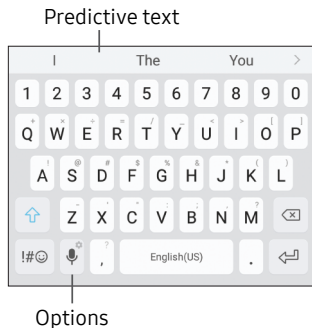 Predictive text
I The You >
1 2 3 4 5 6 7 8 9 0
+ × ÷ = / _ < > [ ]
Q W E R T Y U I O P
! @ # $ % & * ( )
A S D F G H J K L
- ' " : ; , ?
Z X C V B N M
!#☺ , ? English(US) .
Options